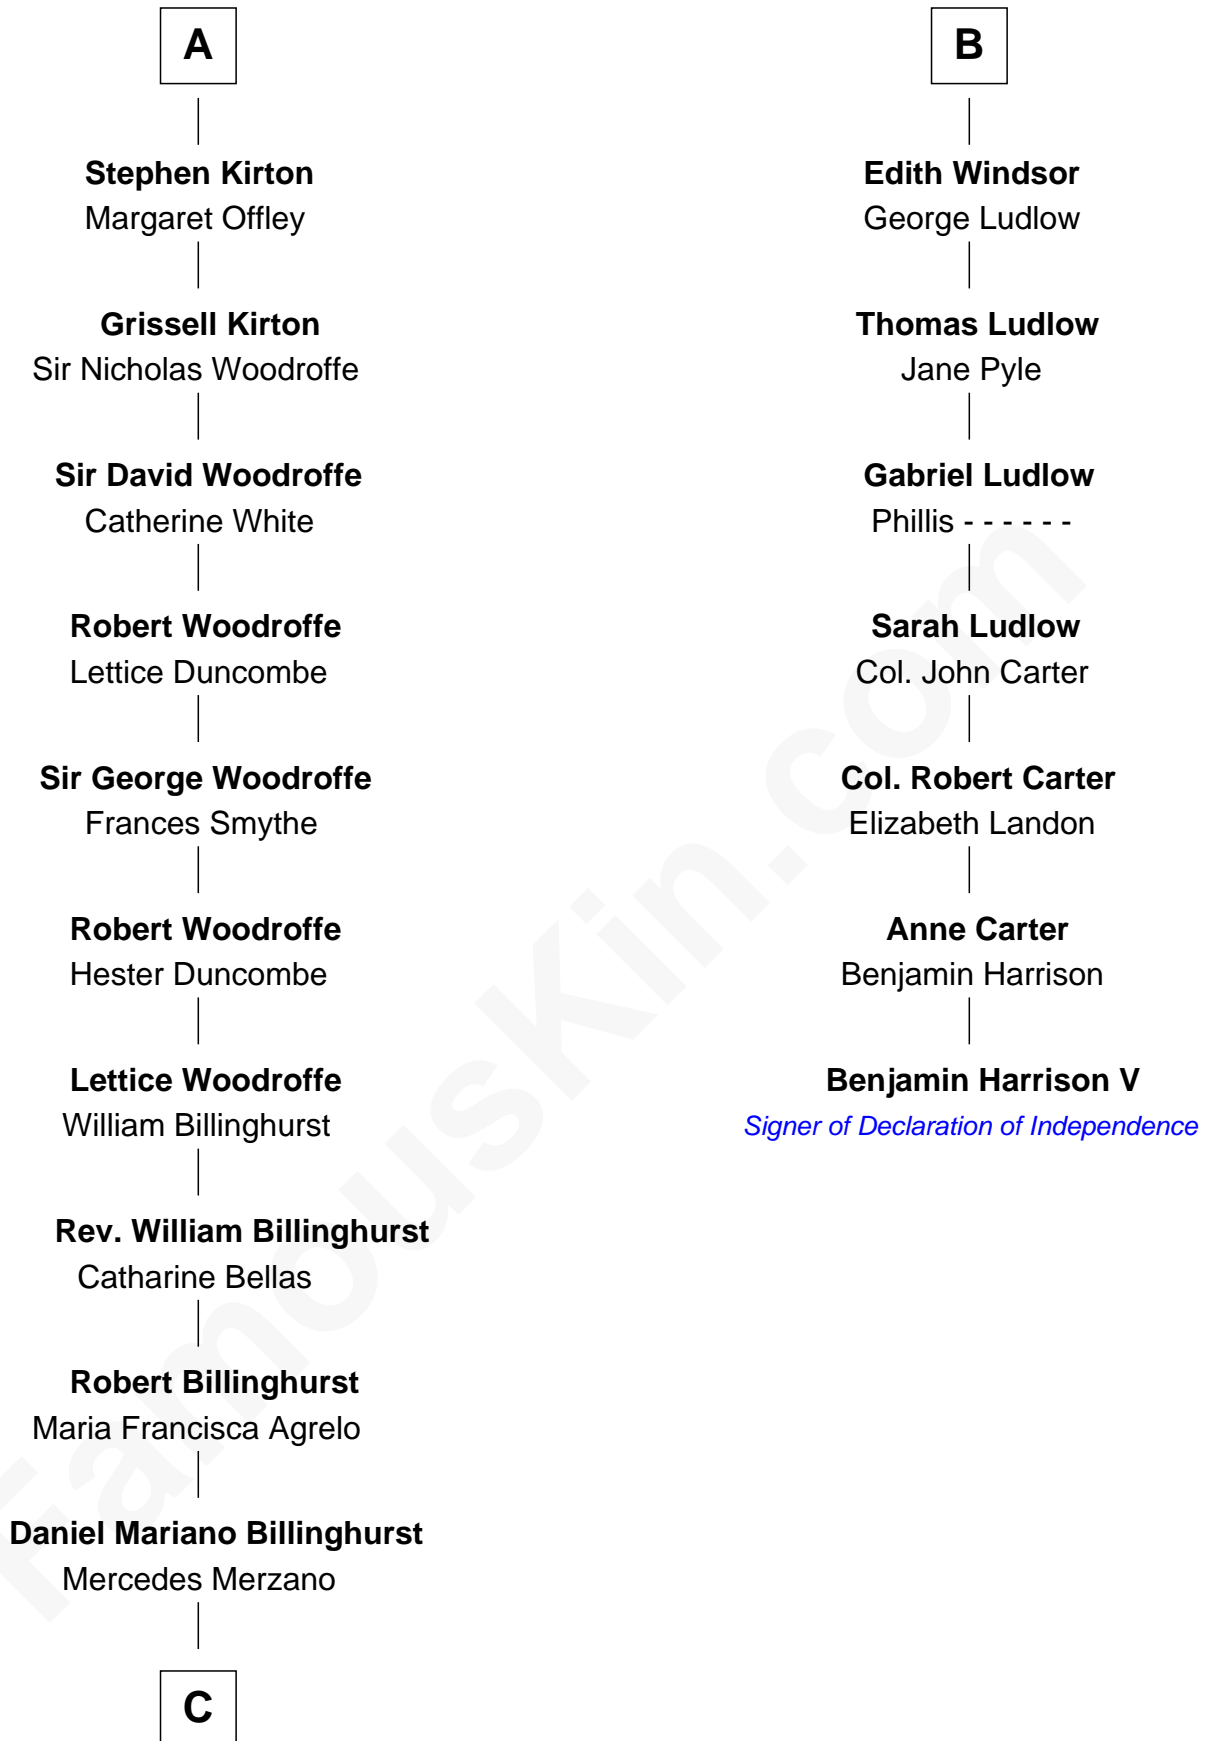 A
Stephen Kirton
Margaret Offley
Grissell Kirton
Sir Nicholas Woodroffe
Sir David Woodroffe
Catherine White
Robert Woodroffe
Lettice Duncombe
Sir George Woodroffe
Frances Smythe
Robert Woodroffe
Hester Duncombe
Lettice Woodroffe
William Billinghurst
Rev. William Billinghurst
Catharine Bellas
Robert Billinghurst
Maria Francisca Agrelo
Daniel Mariano Billinghurst
Mercedes Merzano
C
B
Edith Windsor
George Ludlow
Thomas Ludlow
Jane Pyle
Gabriel Ludlow
Phillis - - - - - -
Sarah Ludlow
Col. John Carter
Col. Robert Carter
Elizabeth Landon
Anne Carter
Benjamin Harrison
Benjamin Harrison V
Signer of Declaration of Independence
FamousKin.com